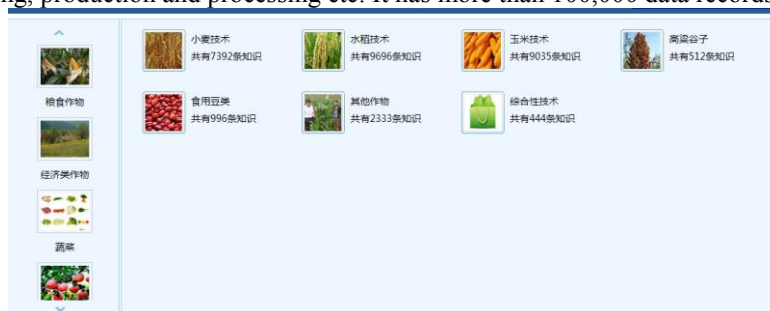 ng, production and processing etc. It has more than 100,000 data records
粮食作物
经济类作物
蔬菜
小麦技术
共有7392条知识
水稻技术
共有9696条知识
玉米技术
共有9035条知识
高粱谷子
共有512条知识
食用豆类
共有996条知识
其他作物
共有2333条知识
综合性技术
共有444条知识